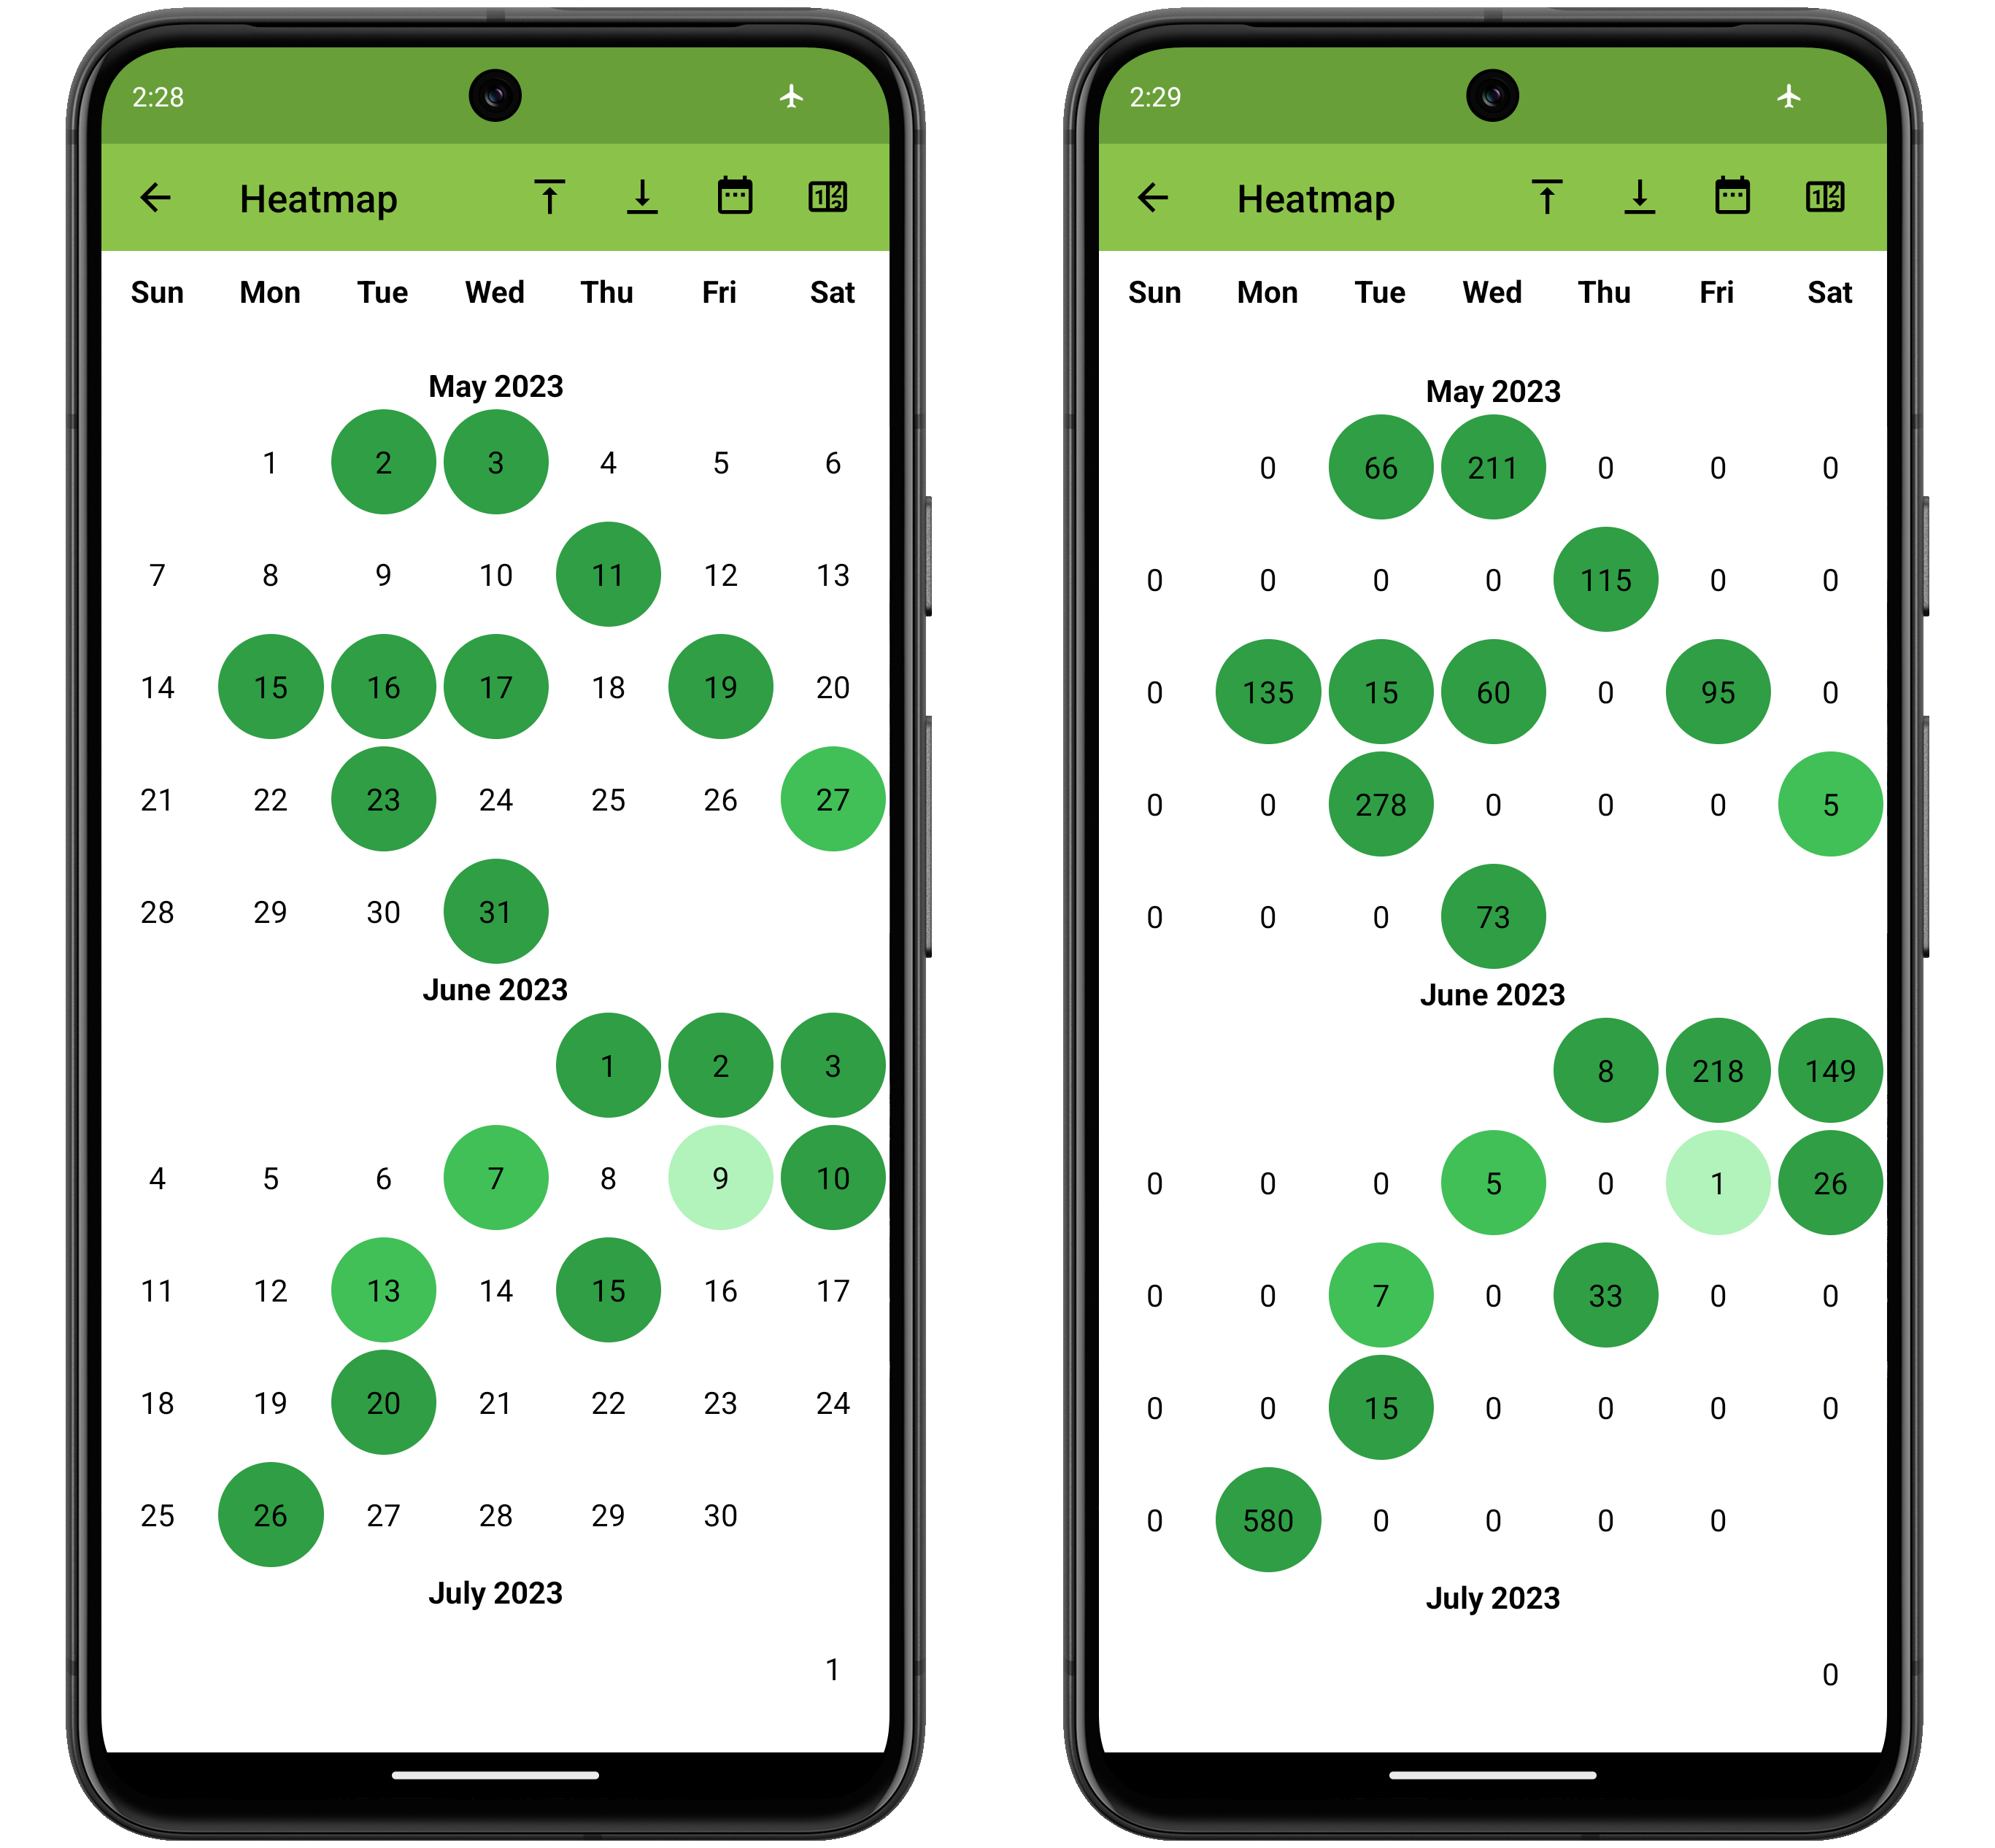 2:28
Heatmap
Sun Mon Tue Wed Thu Fri Sat
May 2023
1 2 3 4 5 6
7 8 9 10 11 12 13
14 15 16 17 18 19 20
21 22 23 24 25 26 27
28 29 30 31
June 2023
1 2 3
4 5 6 7 8 9 10
11 12 13 14 15 16 17
18 19 20 21 22 23 24
25 26 27 28 29 30
July 2023
1
2:29
Heatmap
Sun Mon Tue Wed Thu Fri Sat
May 2023
0 66 211 0 0 0
0 0 0 0 115 0 0
0 135 15 60 0 95 0
0 0 278 0 0 0 5
0 0 0 73
June 2023
8 218 149
0 0 0 5 0 1 26
0 0 7 0 33 0 0
0 0 15 0 0 0 0
0 580 0 0 0 0
July 2023
0